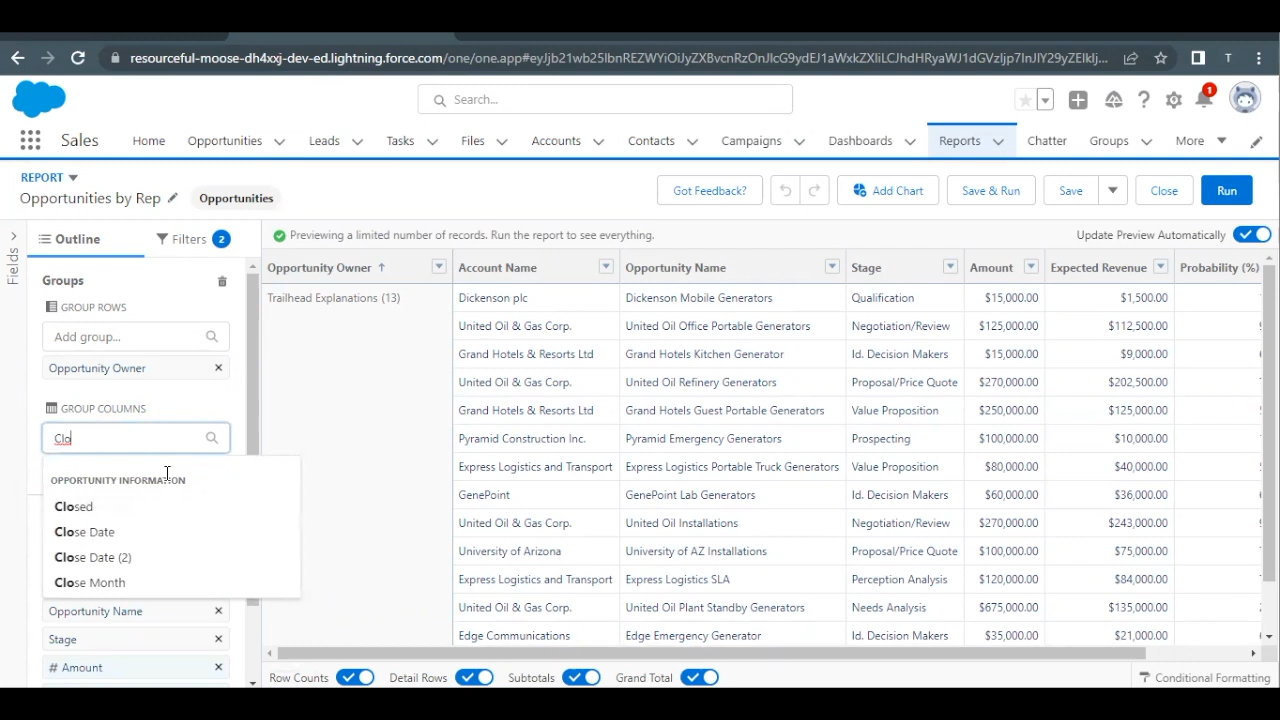 resourceful-moose-dh4xxj-dev-ed.lightning.force.com
T
Search...
1
Sales
Home
Opportunities
Leads
Tasks
Files
Accounts
Contacts
Campaigns
Dashboards
Reports
Chatter
Groups
More
REPORT
Opportunities by Rep
Opportunities
Got Feedback?
Add Chart
Save & Run
Save
Close
Run
Fields
Outline
Filters 2
Previewing a limited number of records. Run the report to see everything.
Update Preview Automatically
Groups
GROUP ROWS
Add group...
Opportunity Owner
GROUP COLUMNS
Clo
OPPORTUNITY INFORMATION
Closed
Close Date
Close Date (2)
Close Month
Opportunity Name
Stage
# Amount
Opportunity Owner ↑ Account Name Opportunity Name Stage Amount Expected Revenue Probability (%)
Trailhead Explanations (13) Dickenson plc Dickenson Mobile Generators Qualification $15,000.00 $1,500.00
United Oil & Gas Corp. United Oil Office Portable Generators Negotiation/Review $125,000.00 $112,500.00
Grand Hotels & Resorts Ltd Grand Hotels Kitchen Generator Id. Decision Makers $15,000.00 $9,000.00
United Oil & Gas Corp. United Oil Refinery Generators Proposal/Price Quote $270,000.00 $202,500.00
Grand Hotels & Resorts Ltd Grand Hotels Guest Portable Generators Value Proposition $250,000.00 $125,000.00
Pyramid Construction Inc. Pyramid Emergency Generators Prospecting $100,000.00 $10,000.00
Express Logistics and Transport Express Logistics Portable Truck Generators Value Proposition $80,000.00 $40,000.00
GenePoint GenePoint Lab Generators Id. Decision Makers $60,000.00 $36,000.00
United Oil & Gas Corp. United Oil Installations Negotiation/Review $270,000.00 $243,000.00
University of Arizona University of AZ Installations Proposal/Price Quote $100,000.00 $75,000.00
Express Logistics and Transport Express Logistics SLA Perception Analysis $120,000.00 $84,000.00
United Oil & Gas Corp. United Oil Plant Standby Generators Needs Analysis $675,000.00 $135,000.00
Edge Communications Edge Emergency Generator Id. Decision Makers $35,000.00 $21,000.00
Row Counts
Detail Rows
Subtotals
Grand Total
Conditional Formatting